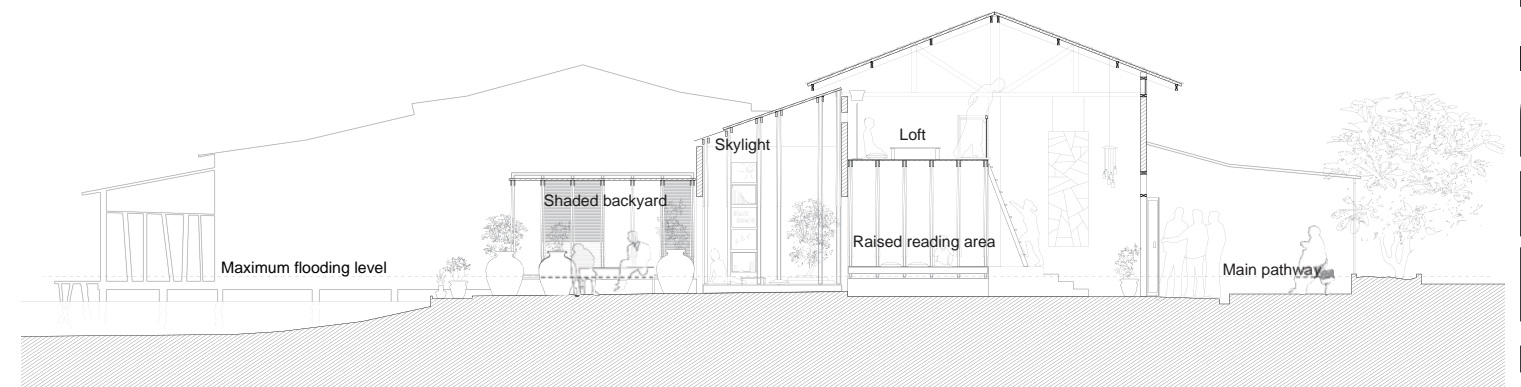 Loft
Skylight
Shaded backyard
Raised reading area
Maximum flooding level
Main pathway